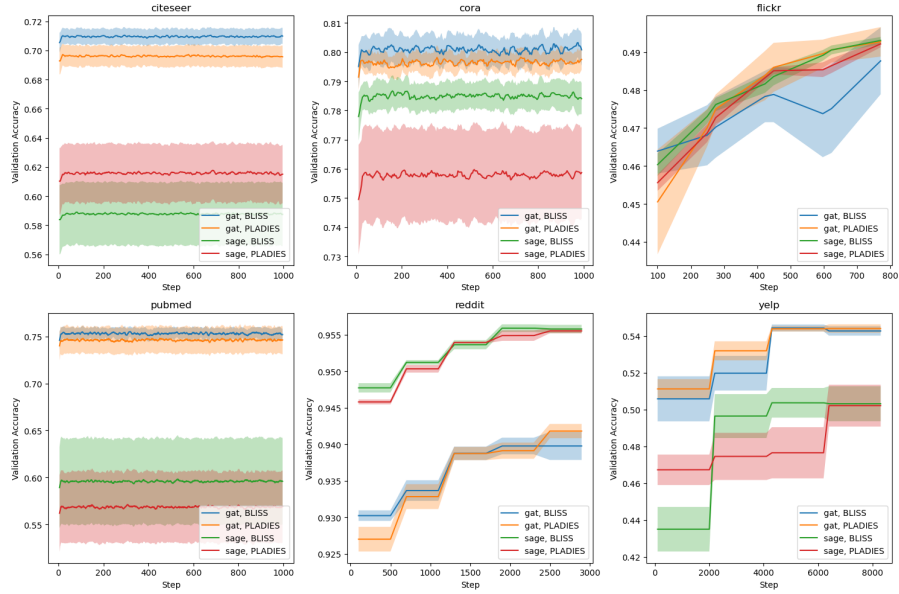 citeseer
Validation Accuracy
0.72
0.70
0.68
0.66
0.64
0.62
0.60
0.58
0.56
0
200
400
600
800
1000
Step
gat, BLISS
gat, PLADIES
sage, BLISS
sage, PLADIES
cora
Validation Accuracy
0.81
0.80
0.79
0.78
0.77
0.76
0.75
0.74
0.73
0
200
400
600
800
1000
Step
gat, BLISS
gat, PLADIES
sage, BLISS
sage, PLADIES
flickr
Validation Accuracy
0.49
0.48
0.47
0.46
0.45
0.44
100
200
300
400
500
600
700
800
Step
gat, BLISS
gat, PLADIES
sage, BLISS
sage, PLADIES
pubmed
Validation Accuracy
0.75
0.70
0.65
0.60
0.55
0
200
400
600
800
1000
Step
gat, BLISS
gat, PLADIES
sage, BLISS
sage, PLADIES
reddit
Validation Accuracy
0.955
0.950
0.945
0.940
0.935
0.930
0.925
0
500
1000
1500
2000
2500
3000
Step
gat, BLISS
gat, PLADIES
sage, BLISS
sage, PLADIES
yelp
Validation Accuracy
0.54
0.52
0.50
0.48
0.46
0.44
0.42
0
2000
4000
6000
8000
Step
gat, BLISS
gat, PLADIES
sage, BLISS
sage, PLADIES